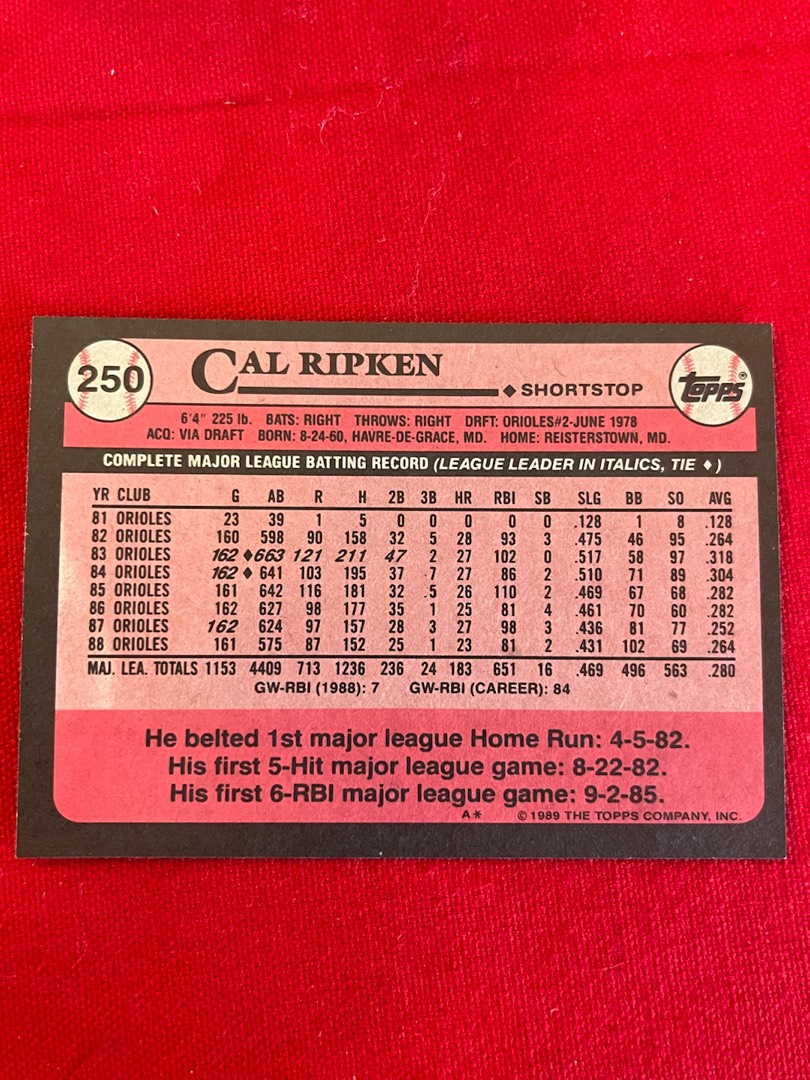 250
CAL RIPKEN
◆ SHORTSTOP
TOPPS®
6'4" 225 lb. BATS: RIGHT THROWS: RIGHT DRFT: ORIOLES#2-JUNE 1978
ACQ: VIA DRAFT BORN: 8-24-60, HAVRE-DE-GRACE, MD. HOME: REISTERSTOWN, MD.
COMPLETE MAJOR LEAGUE BATTING RECORD (LEAGUE LEADER IN ITALICS, TIE ◆)
YR CLUB G AB R H 2B 3B HR RBI SB SLG BB SO AVG
81 ORIOLES 23 39 1 5 0 0 0 0 0 .128 1 8 .128
82 ORIOLES 160 598 90 158 32 5 28 93 3 .475 46 95 .264
83 ORIOLES 162 ◆ 663 121 211 47 2 27 102 0 .517 58 97 .318
84 ORIOLES 162 ◆ 641 103 195 37 .7 27 86 2 .510 71 89 .304
85 ORIOLES 161 642 116 181 32 .5 26 110 2 .469 67 68 .282
86 ORIOLES 162 627 98 177 35 1 25 81 4 .461 70 60 .282
87 ORIOLES 162 624 97 157 28 3 27 98 3 .436 81 77 .252
88 ORIOLES 161 575 87 152 25 1 23 81 2 .431 102 69 .264
MAJ. LEA. TOTALS 1153 4409 713 1236 236 24 183 651 16 .469 496 563 .280
GW-RBI (1988): 7 GW-RBI (CAREER): 84
He belted 1st major league Home Run: 4-5-82.
His first 5-Hit major league game: 8-22-82.
His first 6-RBI major league game: 9-2-85.
A* © 1989 THE TOPPS COMPANY, INC.